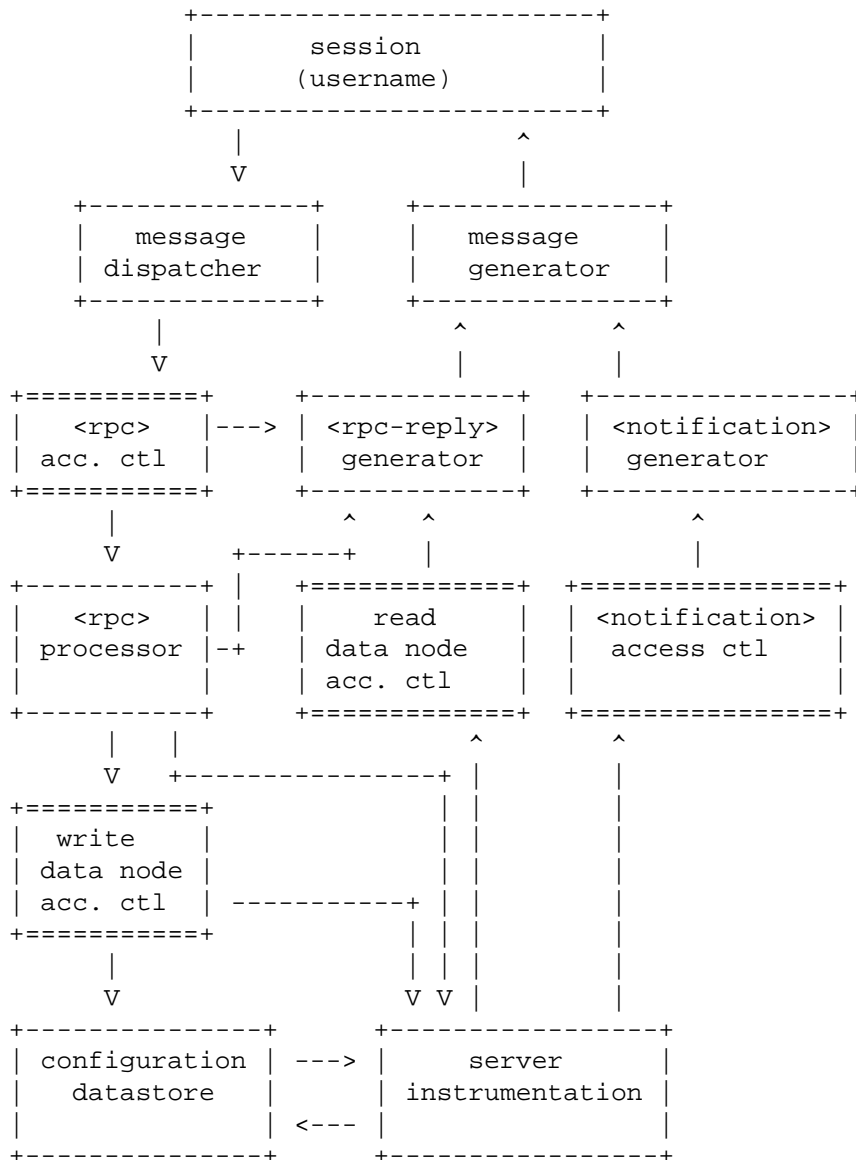 session
(username)
message
dispatcher
message
generator
<rpc>
acc. ctl
<rpc-reply>
generator
<notification>
generator
<rpc>
processor
read
data node
acc. ctl
<notification>
access ctl
write
data node
acc. ctl
configuration
datastore
server
instrumentation